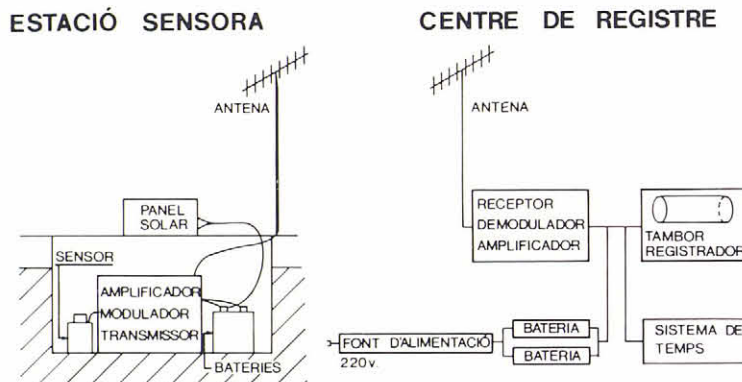 ESTACIÓ SENSORA
ANTENA
PANEL
SOLAR
SENSOR
AMPLIFICADOR
MODULADOR
TRANSMISSOR
BATERIES
CENTRE DE REGISTRE
ANTENA
RECEPTOR
DEMODULADOR
AMPLIFICADOR
TAMBOR
REGISTRADOR
FONT D'ALIMENTACIÓ
220v.
BATERIA
BATERIA
SISTEMA DE
TEMPS